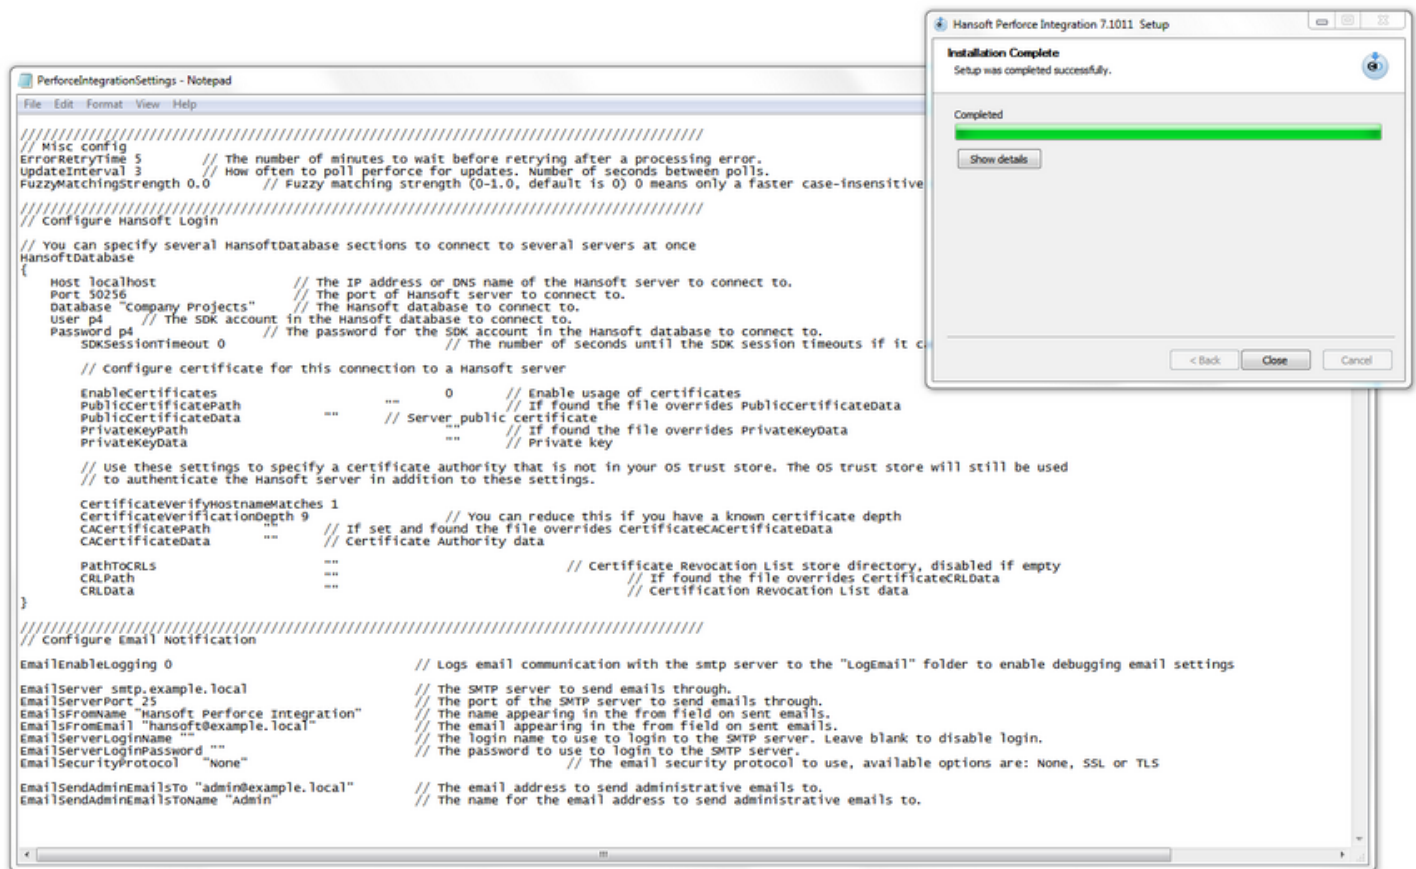 PerforceIntegrationSettings - Notepad
File Edit Format View Help
////////////////////////////////////////////////////////////////////////////////////////////
// Misc config
ErrorRetryTime 5 // The number of minutes to wait before retrying after a processing error.
UpdateInterval 3 // How often to poll perforce for updates. Number of seconds between polls.
FuzzyMatchingStrength 0.0 // Fuzzy matching strength (0-1.0, default is 0) 0 means only a faster case-insensitive
////////////////////////////////////////////////////////////////////////////////////////////
// Configure Hansoft Login
// You can specify several HansoftDatabase sections to connect to several servers at once
HansoftDatabase
{
Host localhost // The IP address or DNS name of the Hansoft server to connect to.
Port 50256 // The port of Hansoft server to connect to.
Database "Company Projects" // The Hansoft database to connect to.
User p4 // The SDK account in the Hansoft database to connect to.
Password p4 // The password for the SDK account in the Hansoft database to connect to.
SDKSessionTimeout 0 // The number of seconds until the SDK session timeouts if it
// Configure certificate for this connection to a Hansoft server
EnableCertificates 0 // Enable usage of certificates
PublicCertificatePath "" // If found the file overrides PublicCertificateData
PublicCertificateData "" // Server public certificate
PrivateKeyPath "" // If found the file overrides PrivateKeyData
PrivateKeyData "" // Private key
// Use these settings to specify a certificate authority that is not in your OS trust store. The OS trust store will still be used
// to authenticate the Hansoft server in addition to these settings.
CertificateVerifyHostnameMatches 1
CertificateVerificationDepth 9 // You can reduce this if you have a known certificate depth
CACertificatePath "" // If set and found the file overrides CertificateCACertificateData
CACertificateData "" // Certificate Authority data
PathToCRLs "" // Certificate Revocation List store directory, disabled if empty
CRLPath "" // If found the file overrides CertificateCRLData
CRLData "" // Certification Revocation List data
}
////////////////////////////////////////////////////////////////////////////////////////////
// Configure Email Notification
EmailEnableLogging 0 // Logs email communication with the smtp server to the "LogEmail" folder to enable debugging email settings
EmailServer smtp.example.local // The SMTP server to send emails through.
EmailServerPort 25 // The port of the SMTP server to send emails through.
EmailsFromName "Hansoft Perforce Integration" // The name appearing in the from field on sent emails.
EmailsFromEmail "hansoft@example.local" // The email appearing in the from field on sent emails.
EmailServerLoginName "" // The login name to use to login to the SMTP server. Leave blank to disable login.
EmailServerLoginPassword "" // The password to use to login to the SMTP server.
EmailSecurityProtocol "None" // The email security protocol to use, available options are: None, SSL or TLS
EmailSendAdminEmailsTo "admin@example.local" // The email address to send administrative emails to.
EmailSendAdminEmailsToName "Admin" // The name for the email address to send administrative emails to.
Hansoft Perforce Integration 7.1011 Setup
Installation Complete
Setup was completed successfully.
Completed
Show details
< Back Close Cancel